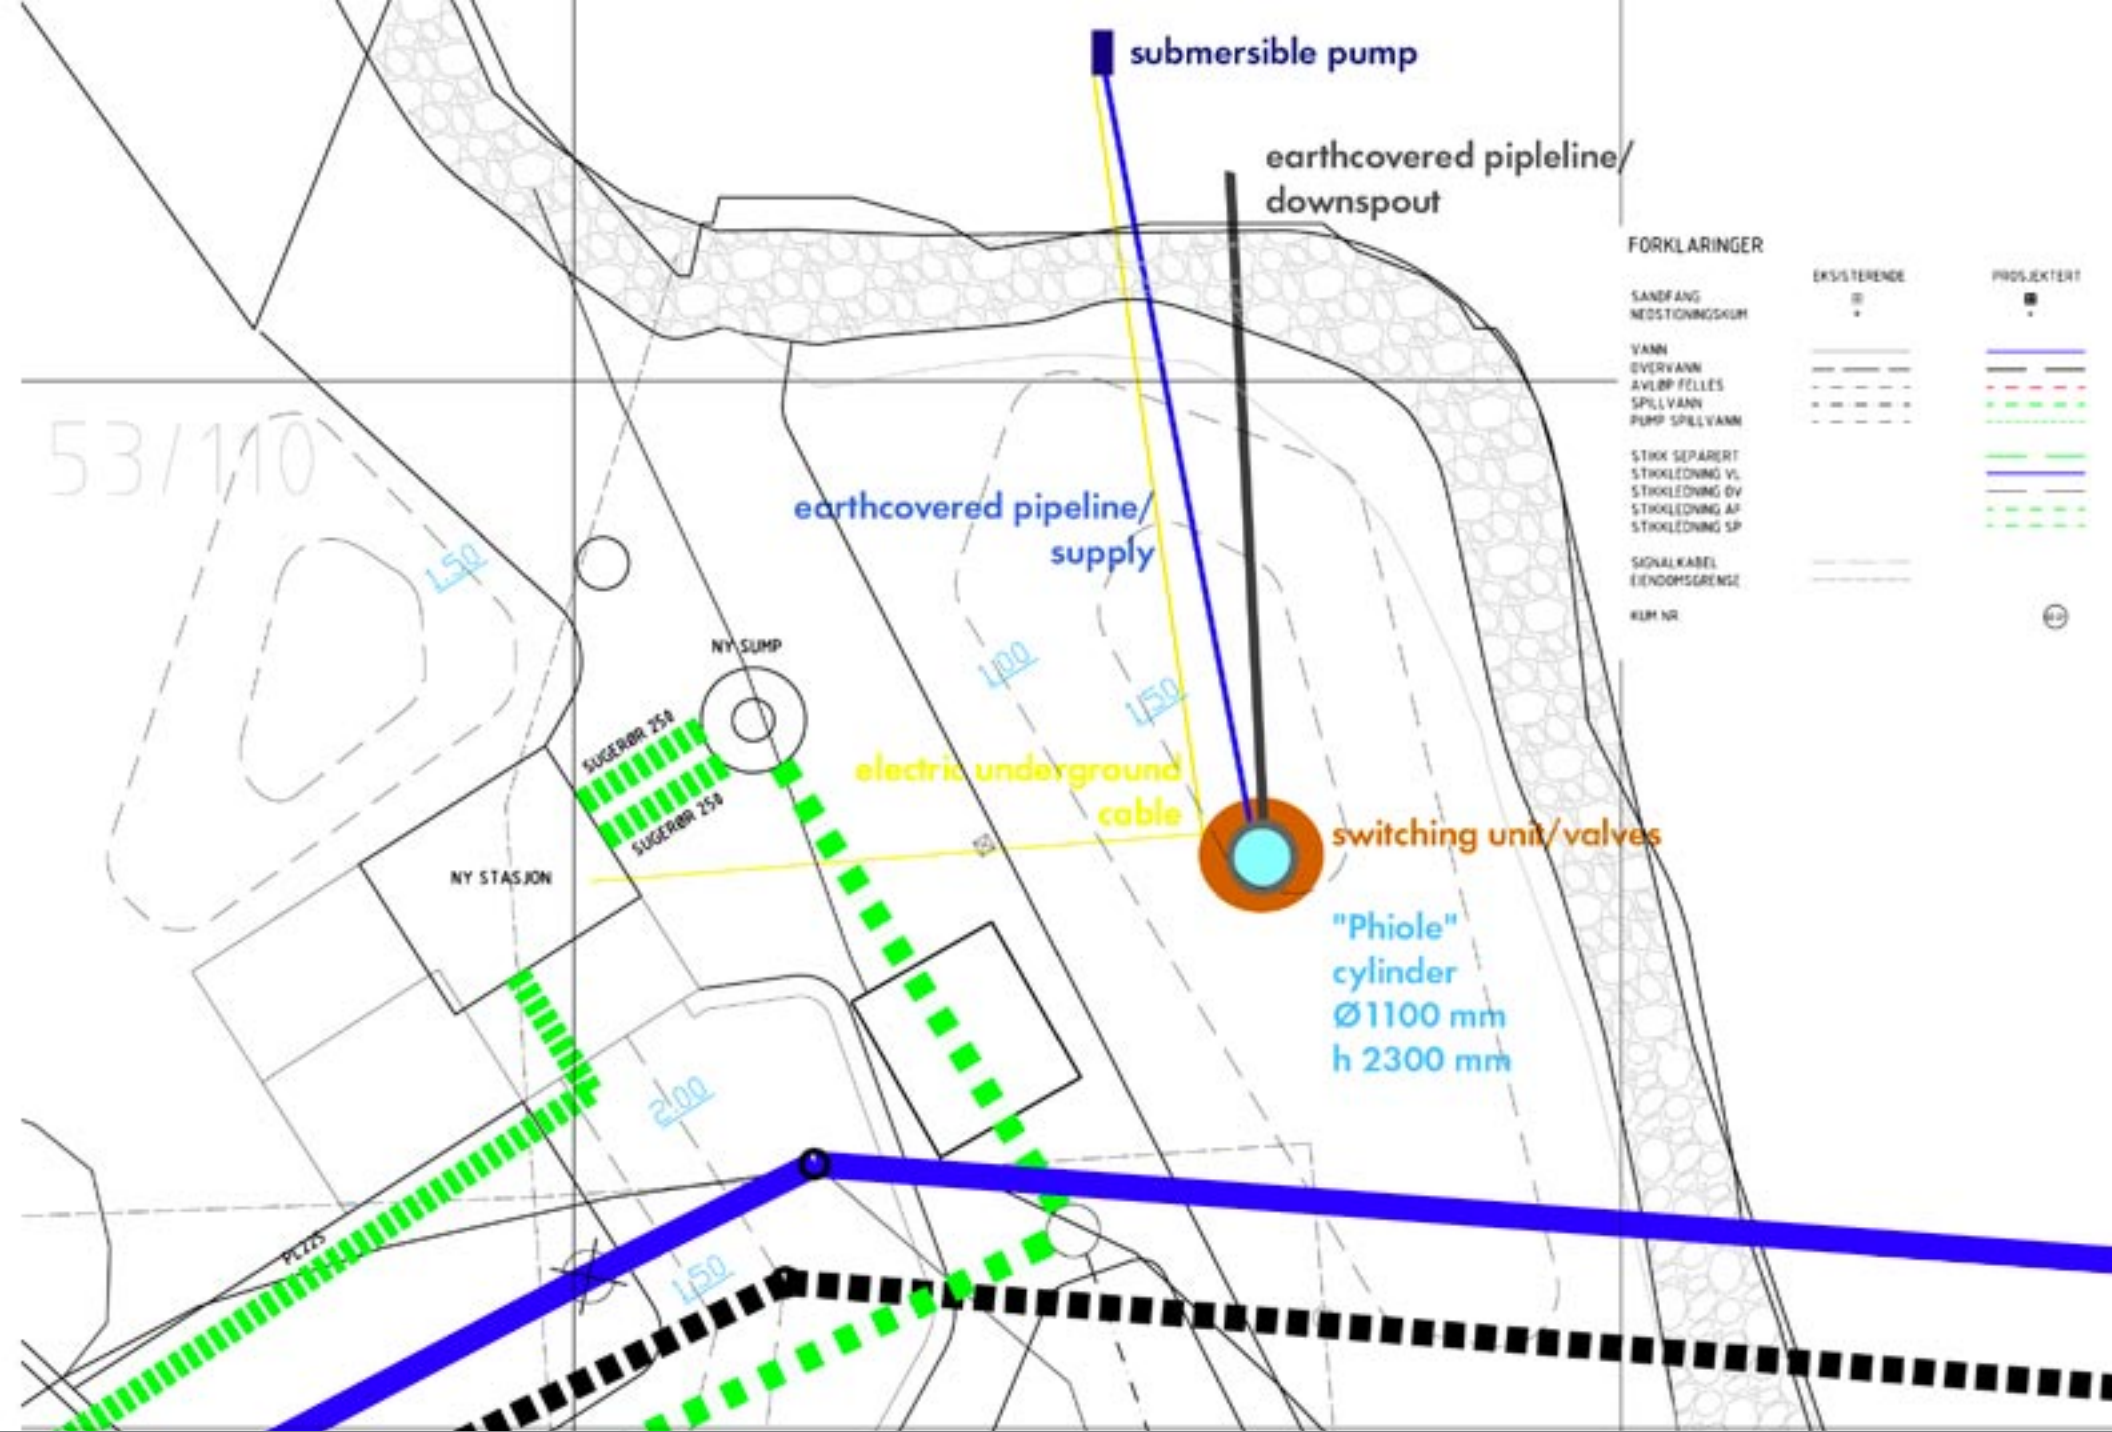 submersible pump
earthcovered pipleline/
downspout
FORKLARINGER
EKSISTERENDE
PROSJEKTERT
SANDFANG
NEDSTIGNINGSKUM
VANN
OVERVANN
AVLØP FELLES
SPILLVANN
PUMP SPILLVANN
STIKK SEPARERT
STIKKLEDNING VL
STIKKLEDNING OV
STIKKLEDNING AF
STIKKLEDNING SP
SIGNALKABEL
EIENDOMSGRENSE
KUM NR
53/110
1.50
earthcovered pipeline/
supply
NY SUMP
1.00
1.50
SUGERØR 250
SUGERØR 250
electric underground
cable
switching unit/valves
NY STASJON
"Phiole"
cylinder
Ø1100 mm
h 2300 mm
2.00
PL225
1.50